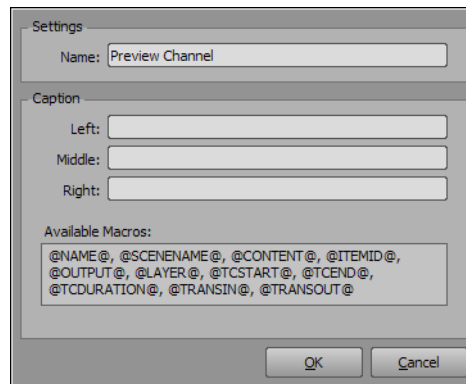 Settings
Name: Preview Channel
Caption
Left:
Middle:
Right:
Available Macros:
@NAME@, @SCENENAME@, @CONTENT@, @ITEMID@,
@OUTPUT@, @LAYER@, @TCSTART@, @TCEND@,
@TCDURATION@, @TRANSIN@, @TRANSOUT@
OK Cancel